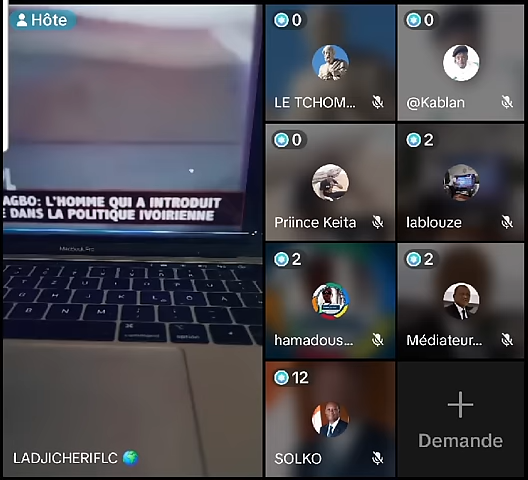 Hôte
AGBO: L'HOMME QUI A INTRODUIT
E DANS LA POLITIQUE IVOIRIENNE
MacBook Pro
LADJICHERIFLC
0
LE TCHOM...
0
@Kablan
0
Priince Keita
2
lablouze
2
hamadous...
2
Médiateur...
12
SOLKO
+
Demande